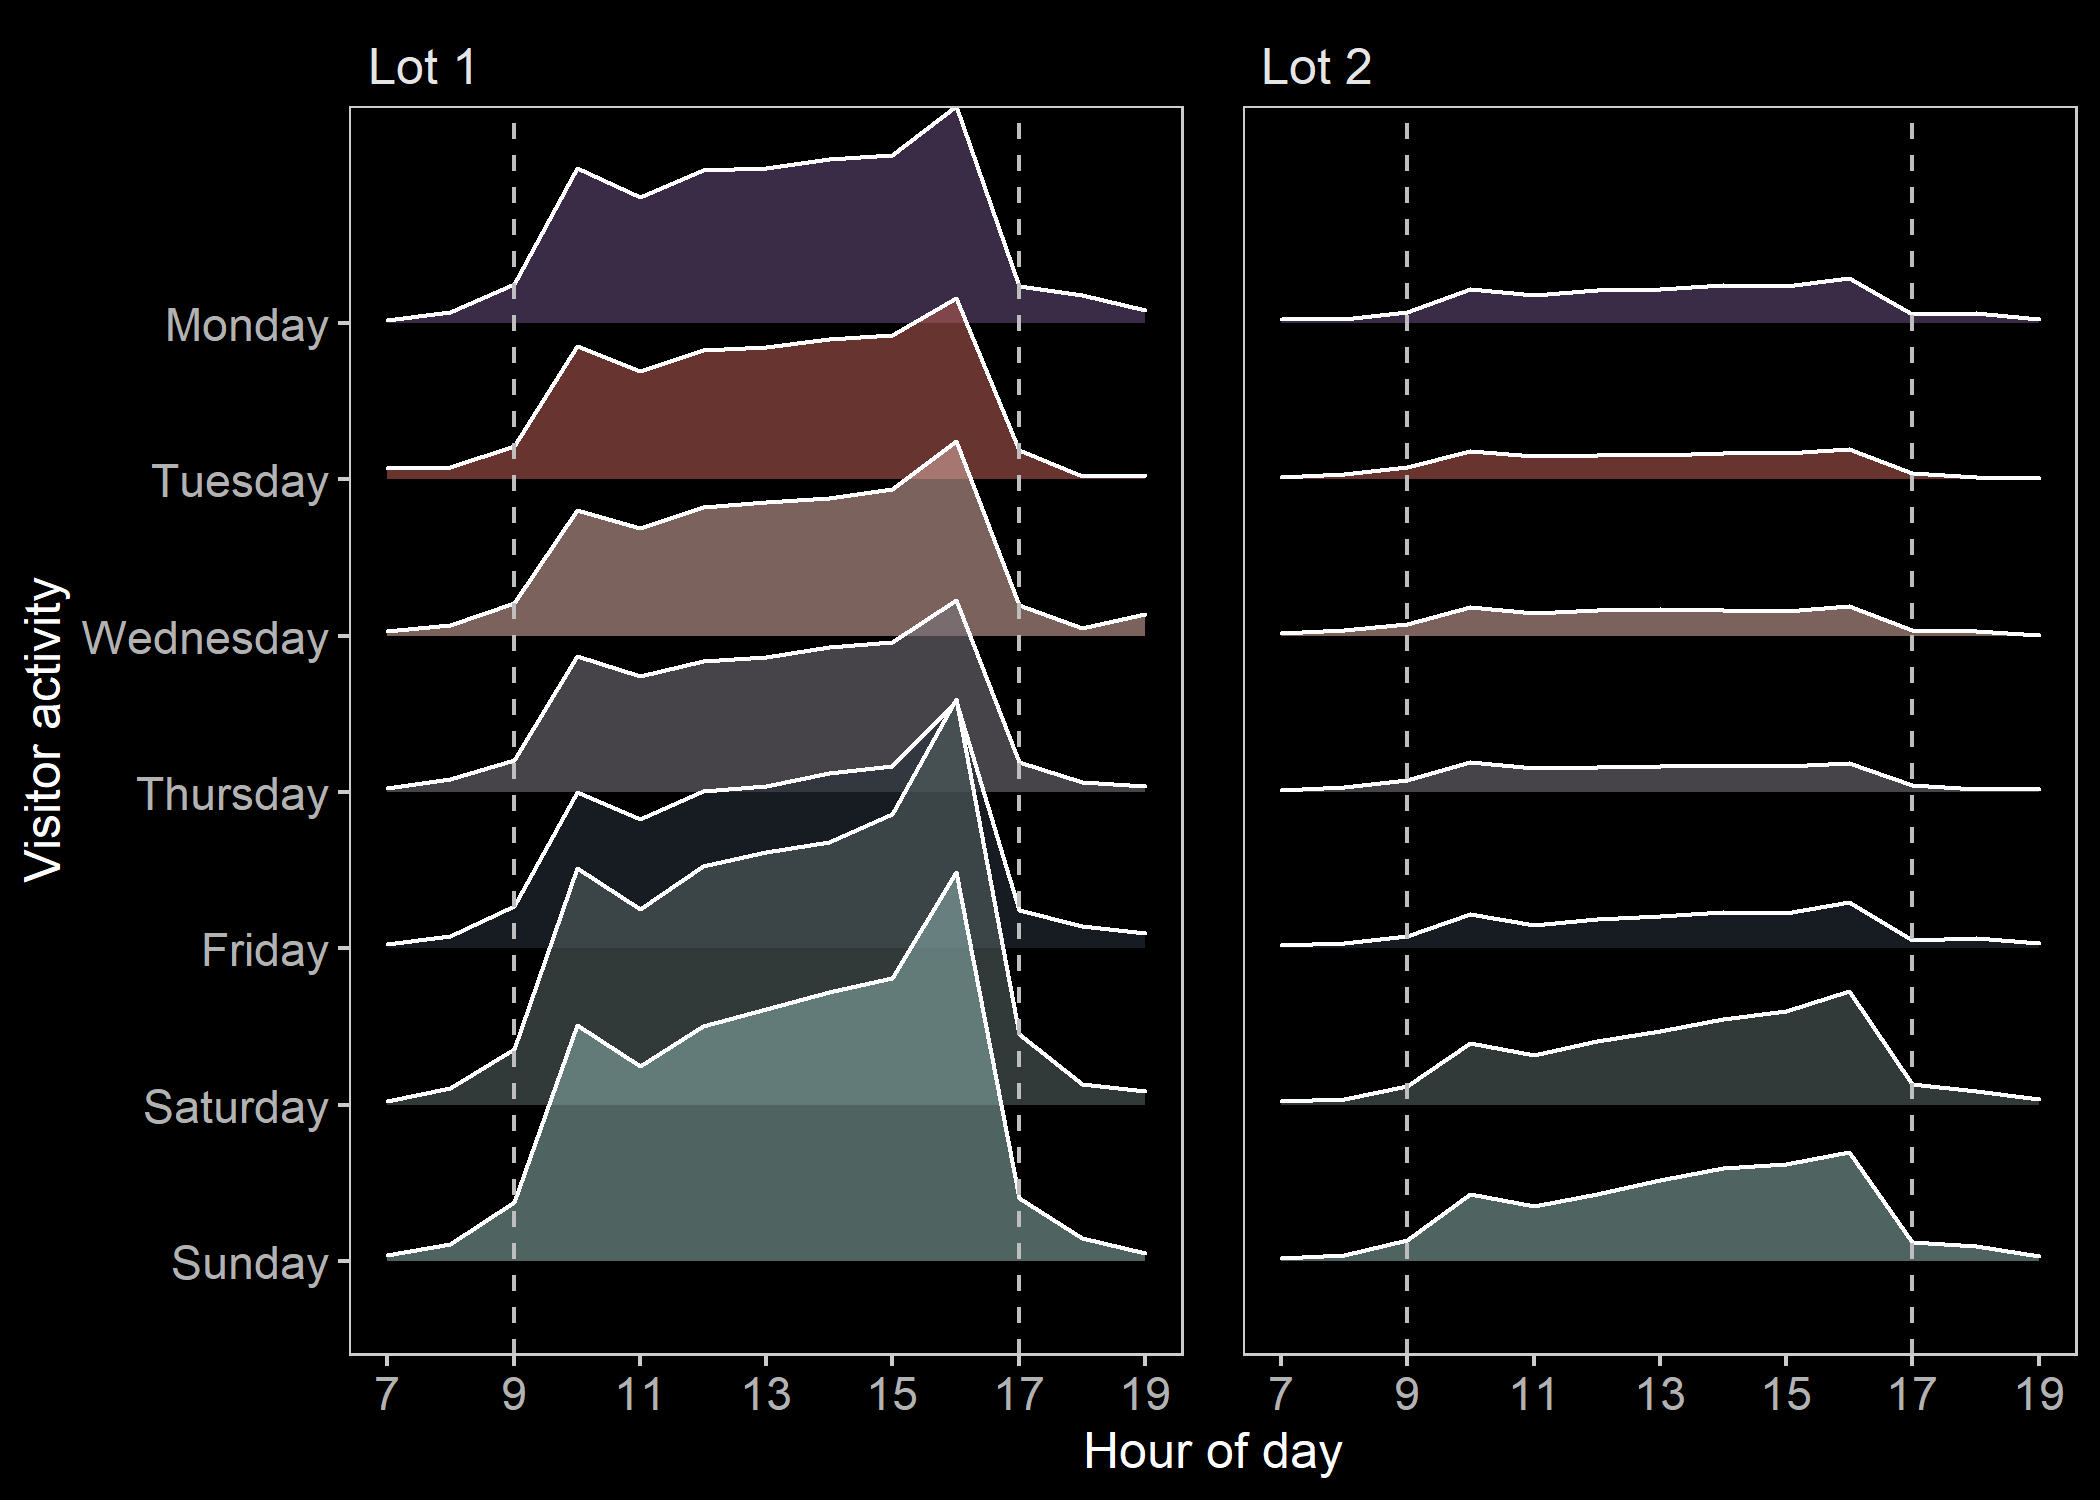 Lot 1
Lot 2
Visitor activity
Monday
Tuesday
Wednesday
Thursday
Friday
Saturday
Sunday
7 9 11 13 15 17 19
7 9 11 13 15 17 19
Hour of day